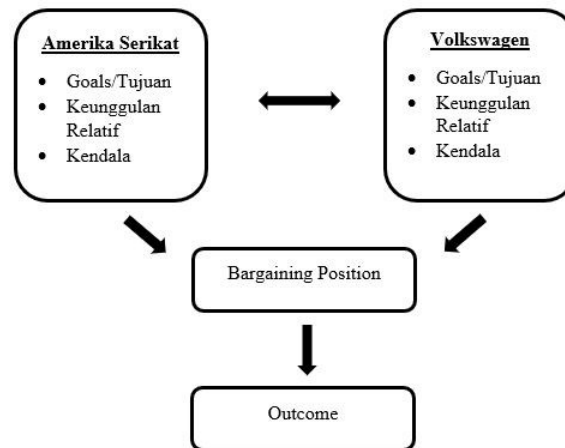 Amerika Serikat
• Goals/Tujuan
• Keunggulan
Relatif
• Kendala
Volkswagen
• Goals/Tujuan
• Keunggulan
Relatif
• Kendala
Bargaining Position
Outcome